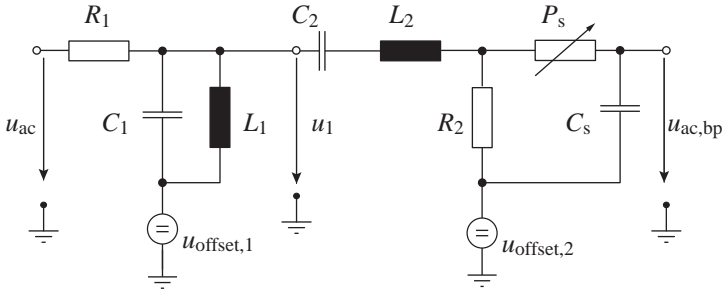 R1
C2
L2
Ps
uac
C1
L1
u1
R2
Cs
uac,bp
uoffset,1
uoffset,2